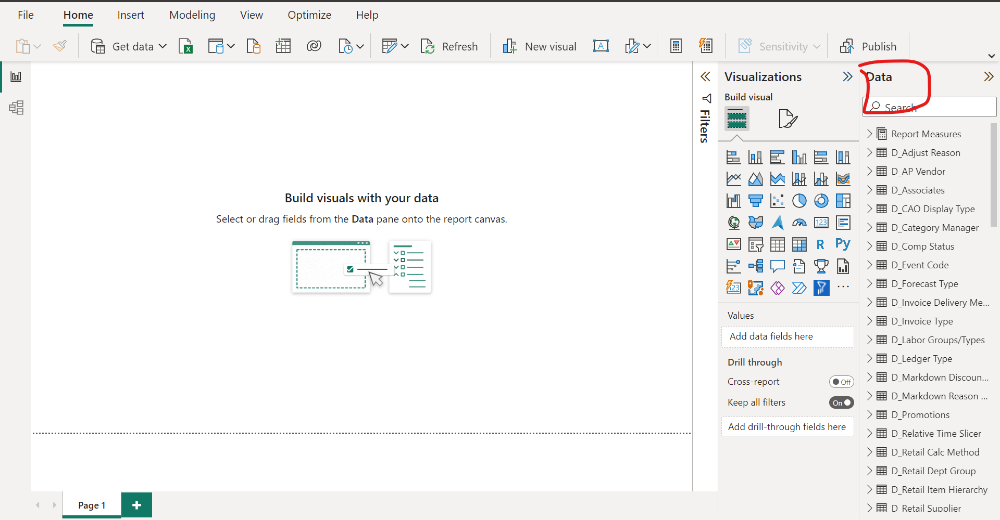 File Home Insert Modeling View Optimize Help
Get data Refresh New visual A Sensitivity Publish
Filters
Visualizations
Build visual
123
R Py
123
Values
Add data fields here
Drill through
Cross-report Off
Keep all filters On
Add drill-through fields here
Data
Search
Report Measures
D_Adjust Reason
D_AP Vendor
D_Associates
D_CAO Display Type
D_Category Manager
D_Comp Status
D_Event Code
D_Forecast Type
D_Invoice Delivery Me...
D_Invoice Type
D_Labor Groups/Types
D_Ledger Type
D_Markdown Discoun...
D_Markdown Reason ...
D_Promotions
D_Relative Time Slicer
D_Retail Calc Method
D_Retail Dept Group
D_Retail Item Hierarchy
D_Retail Supplier
Build visuals with your data
Select or drag fields from the Data pane onto the report canvas.
Page 1